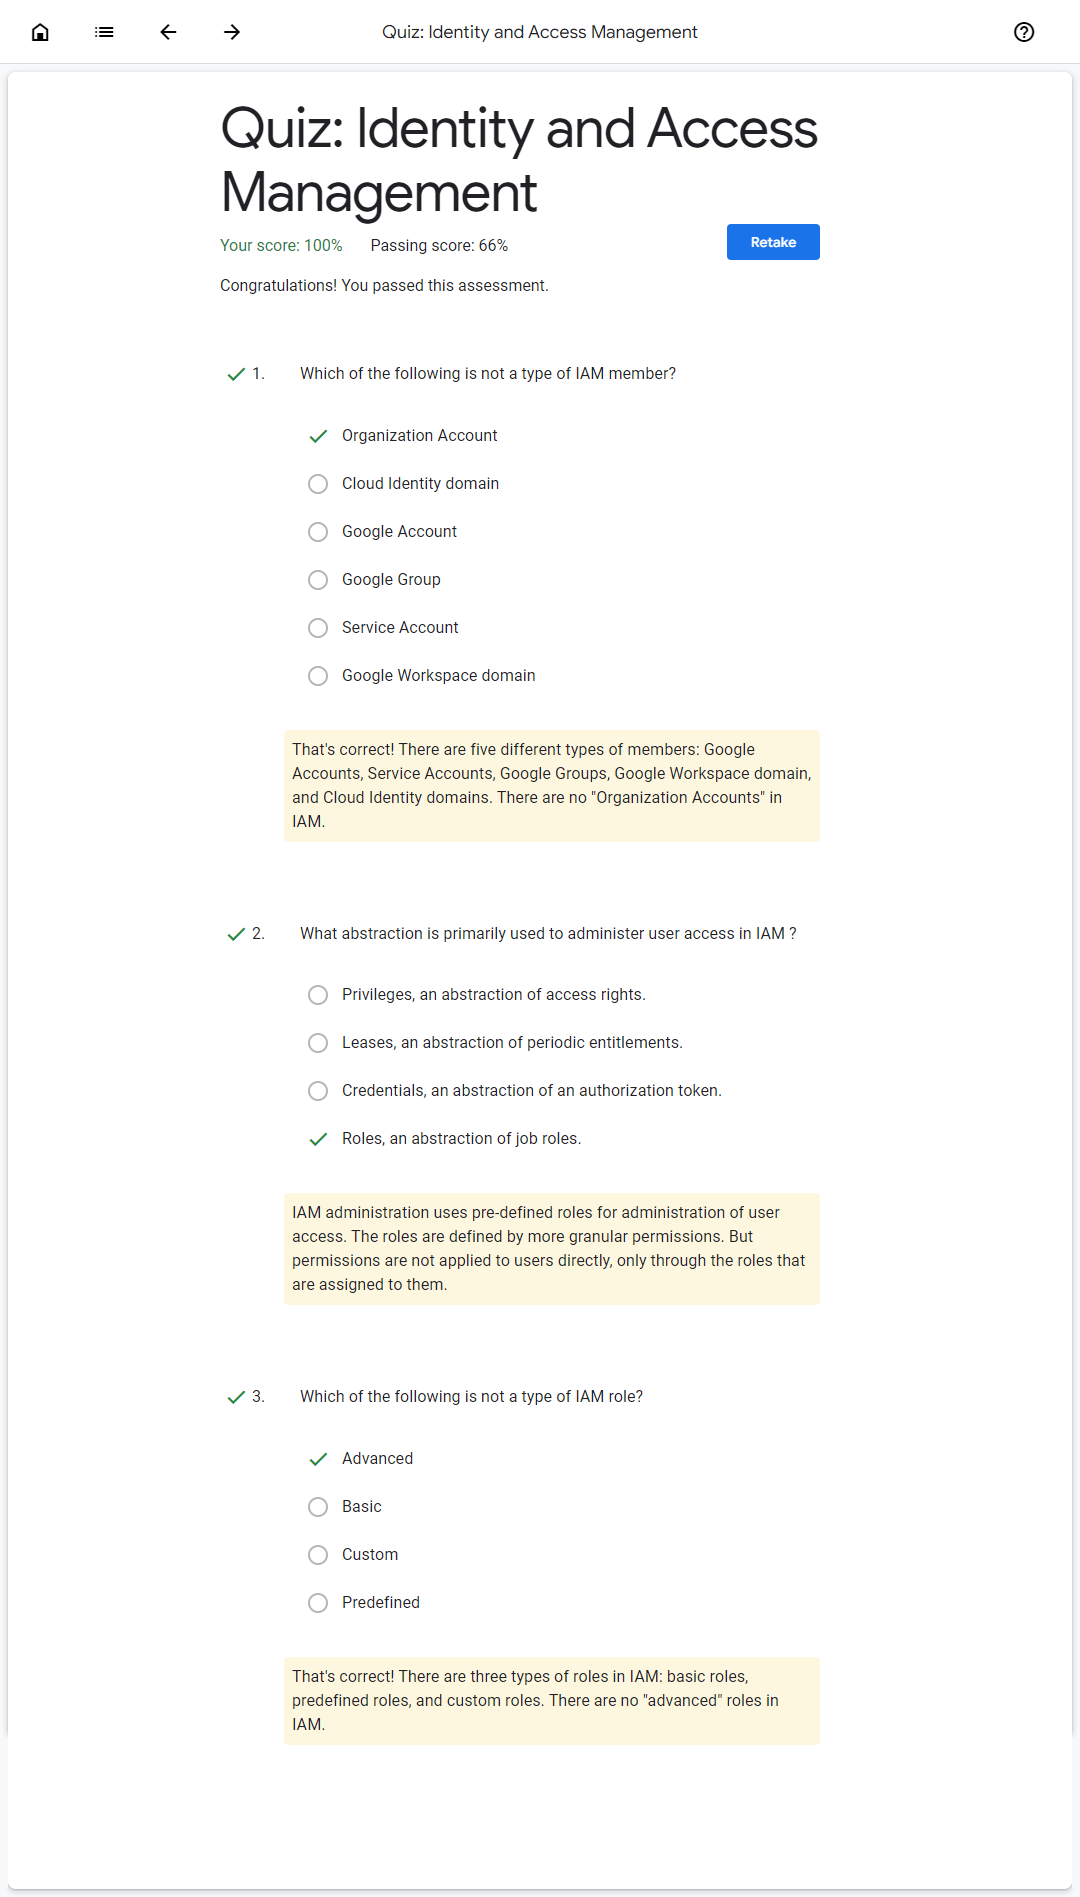 Quiz: Identity and Access Management
Quiz: Identity and Access
Management
Your score: 100% Passing score: 66% Retake
Congratulations! You passed this assessment.
1. Which of the following is not a type of IAM member?
Organization Account
Cloud Identity domain
Google Account
Google Group
Service Account
Google Workspace domain
That's correct! There are five different types of members: Google
Accounts, Service Accounts, Google Groups, Google Workspace domain,
and Cloud Identity domains. There are no "Organization Accounts" in
IAM.
2. What abstraction is primarily used to administer user access in IAM ?
Privileges, an abstraction of access rights.
Leases, an abstraction of periodic entitlements.
Credentials, an abstraction of an authorization token.
Roles, an abstraction of job roles.
IAM administration uses pre-defined roles for administration of user
access. The roles are defined by more granular permissions. But
permissions are not applied to users directly, only through the roles that
are assigned to them.
3. Which of the following is not a type of IAM role?
Advanced
Basic
Custom
Predefined
That's correct! There are three types of roles in IAM: basic roles,
predefined roles, and custom roles. There are no "advanced" roles in
IAM.